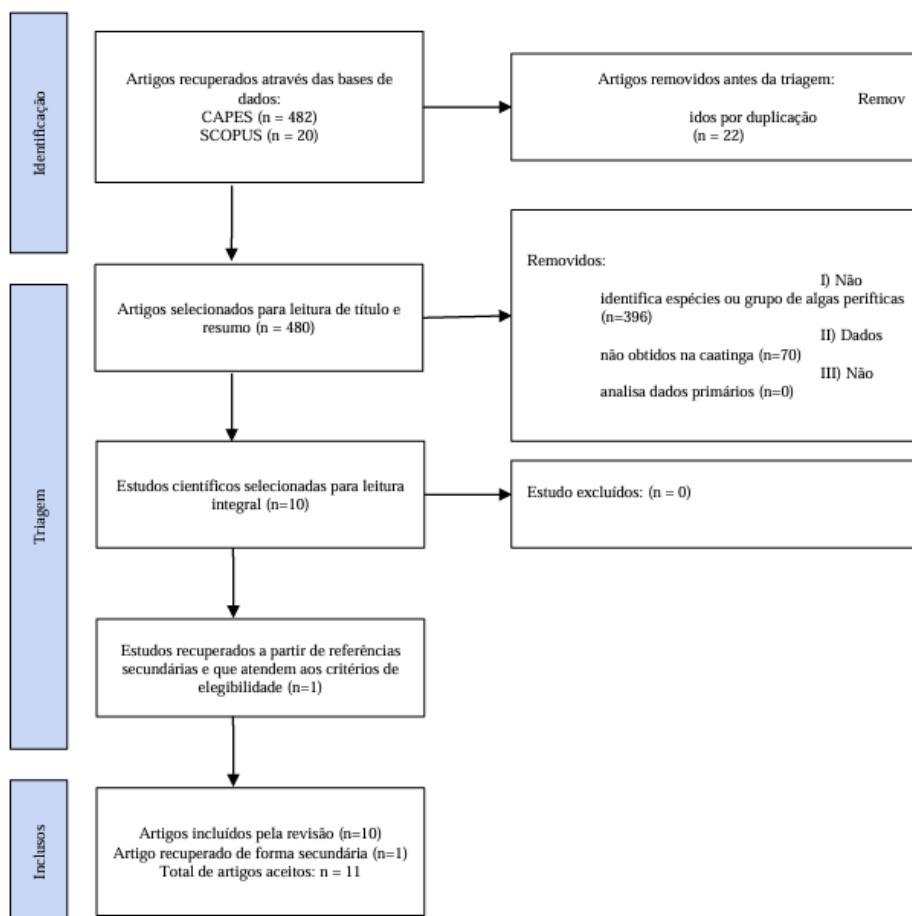 Identificação
Artigos recuperados através das bases de
dados:
CAPES (n = 482)
SCOPUS (n = 20)
Artigos removidos antes da triagem:
Remov
idos por duplicação
(n = 22)
Triagem
Artigos selecionados para leitura de título e
resumo (n = 480)
Removidos:
I) Não
identifica espécies ou grupo de algas perifticas
(n=396)
II) Dados
não obtidos na caatinga (n=70)
III) Não
analisa dados primários (n=0)
Estudos científicos selecionadas para leitura
integral (n=10)
Estudo excluídos: (n = 0)
Estudos recuperados a partir de referências
secundárias e que atendem aos critérios de
elegibilidade (n=1)
Inclusos
Artigos incluídos pela revisão (n=10)
Artigo recuperado de forma secundária (n=1)
Total de artigos aceitos: n = 11